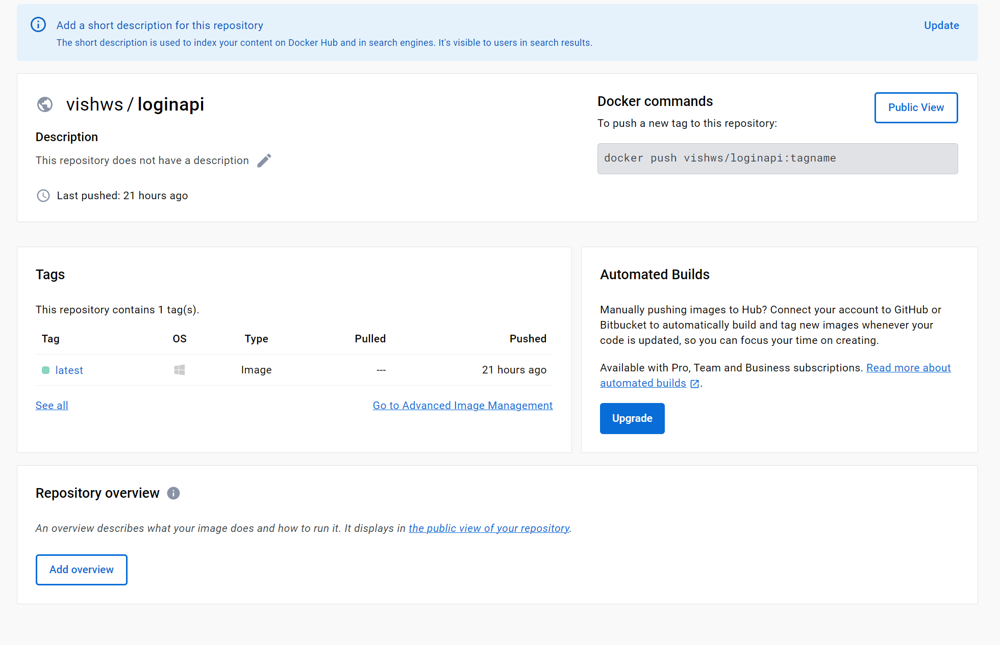 Add a short description for this repository
Update
The short description is used to index your content on Docker Hub and in search engines. It's visible to users in search results.
vishws / loginapi
Description
This repository does not have a description
Last pushed: 21 hours ago
Docker commands
Public View
To push a new tag to this repository:
docker push vishws/loginapi:tagname
Tags
This repository contains 1 tag(s).
Tag OS Type Pulled Pushed
latest Image --- 21 hours ago
See all Go to Advanced Image Management
Automated Builds
Manually pushing images to Hub? Connect your account to GitHub or
Bitbucket to automatically build and tag new images whenever your
code is updated, so you can focus your time on creating.
Available with Pro, Team and Business subscriptions. Read more about
automated builds.
Upgrade
Repository overview
An overview describes what your image does and how to run it. It displays in the public view of your repository.
Add overview